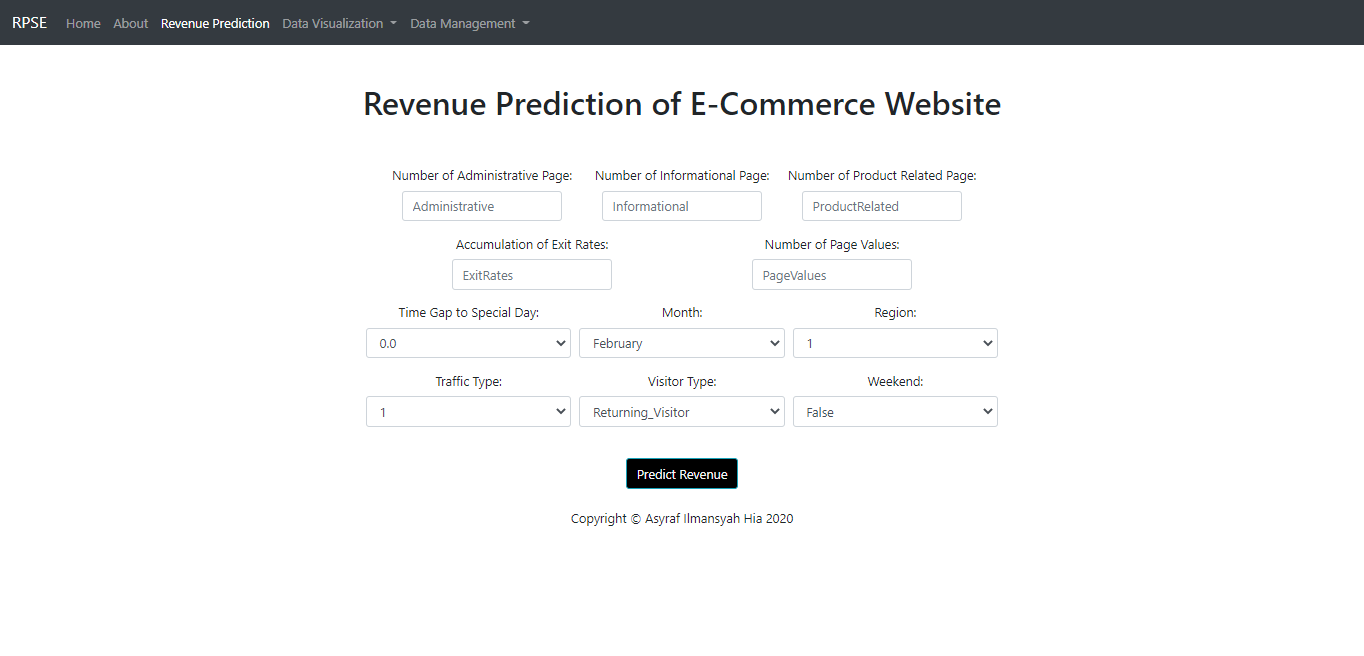 RPSE Home About Revenue Prediction Data Visualization Data Management
Revenue Prediction of E-Commerce Website
Number of Administrative Page: Number of Informational Page: Number of Product Related Page:
Administrative Informational ProductRelated
Accumulation of Exit Rates: Number of Page Values:
ExitRates PageValues
Time Gap to Special Day: Month: Region:
0.0 February 1
Traffic Type: Visitor Type: Weekend:
1 Returning_Visitor False
Predict Revenue
Copyright © Asyraf Ilmansyah Hia 2020